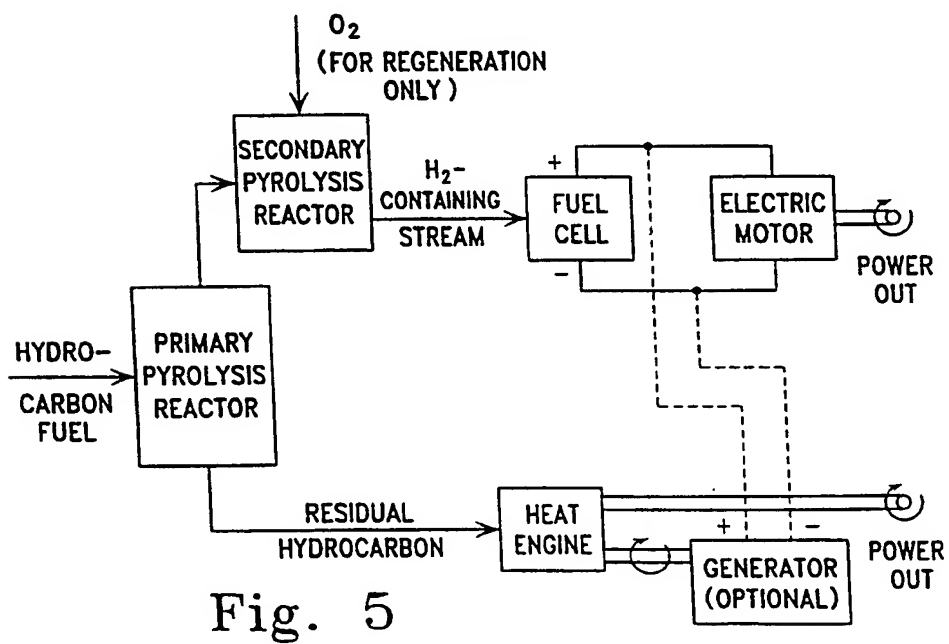 O2
(FOR REGENERATION
ONLY)
SECONDARY
PYROLYSIS
REACTOR
H2-
CONTAINING
STREAM
+
FUEL
CELL
−
ELECTRIC
MOTOR
POWER
OUT
HYDRO-
CARBON
FUEL
PRIMARY
PYROLYSIS
REACTOR
RESIDUAL
HYDROCARBON
HEAT
ENGINE
+ −
GENERATOR
(OPTIONAL)
POWER
OUT
Fig. 5